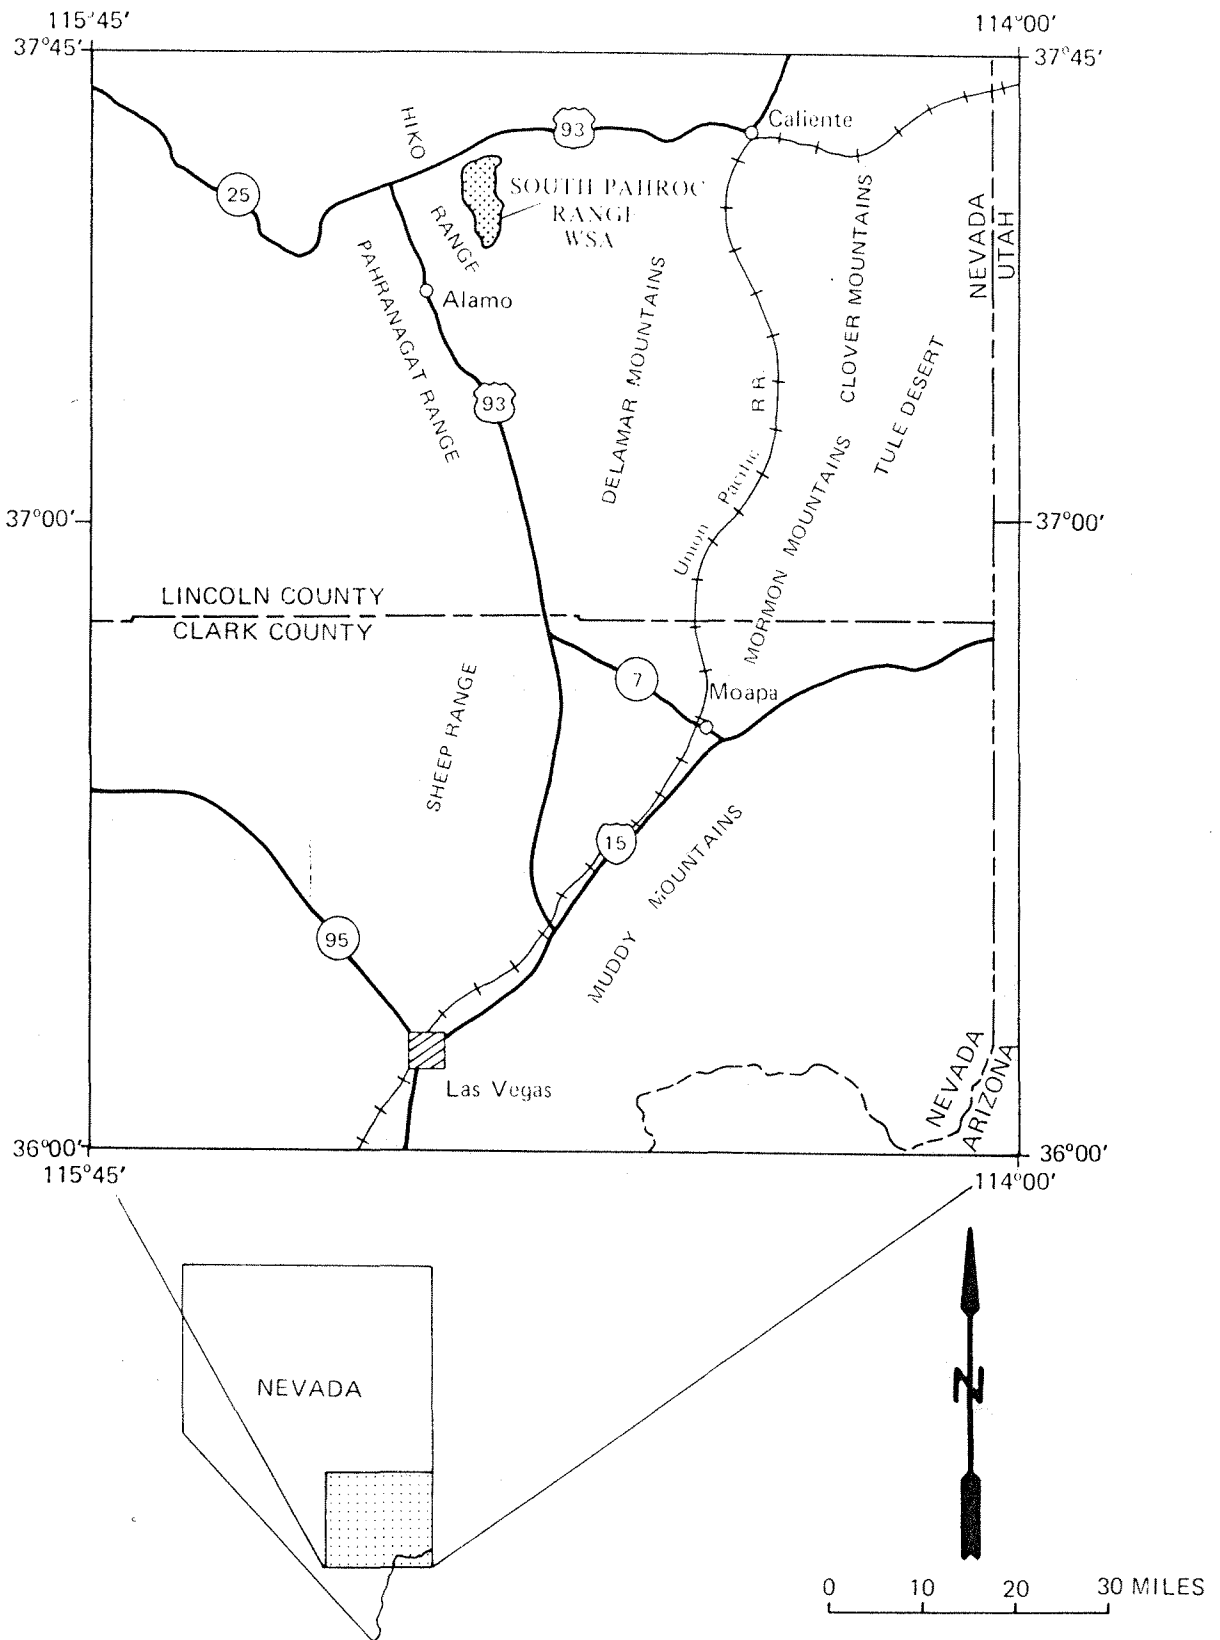 115°45′
114°00′
37°45′
37°45′
HIKO
93
Caliente
25
SOUTH PAHROC
RANGE
WSA
RANGE
PAHRANAGAT RANGE
Alamo
93
DELAMAR MOUNTAINS
CLOVER MOUNTAINS
NEVADA
UTAH
TULE DESERT
Union Pacific R.R.
MORMON MOUNTAINS
37°00′
37°00′
LINCOLN COUNTY
CLARK COUNTY
7
Moapa
SHEEP RANGE
15
MUDDY MOUNTAINS
95
Las Vegas
NEVADA
ARIZONA
36°00′
36°00′
115°45′
114°00′
NEVADA
N
0 10 20 30 MILES